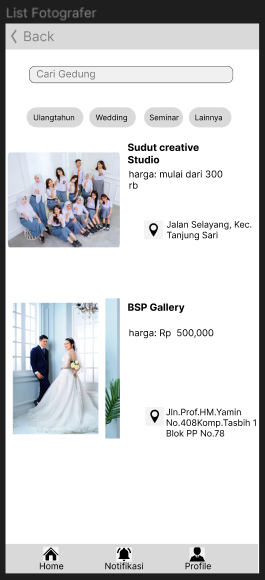 List Fotografer
Back
Cari Gedung
Ulangtahun
Wedding
Seminar
Lainnya
Sudut creative
Studio
harga: mulai dari 300
rb
Jalan Selayang, Kec.
Tanjung Sari
BSP Gallery
harga: Rp 500,000
Jln.Prof.HM.Yamin
No.408Komp.Tasbih 1
Blok PP No.78
Home
Notifikasi
Profile